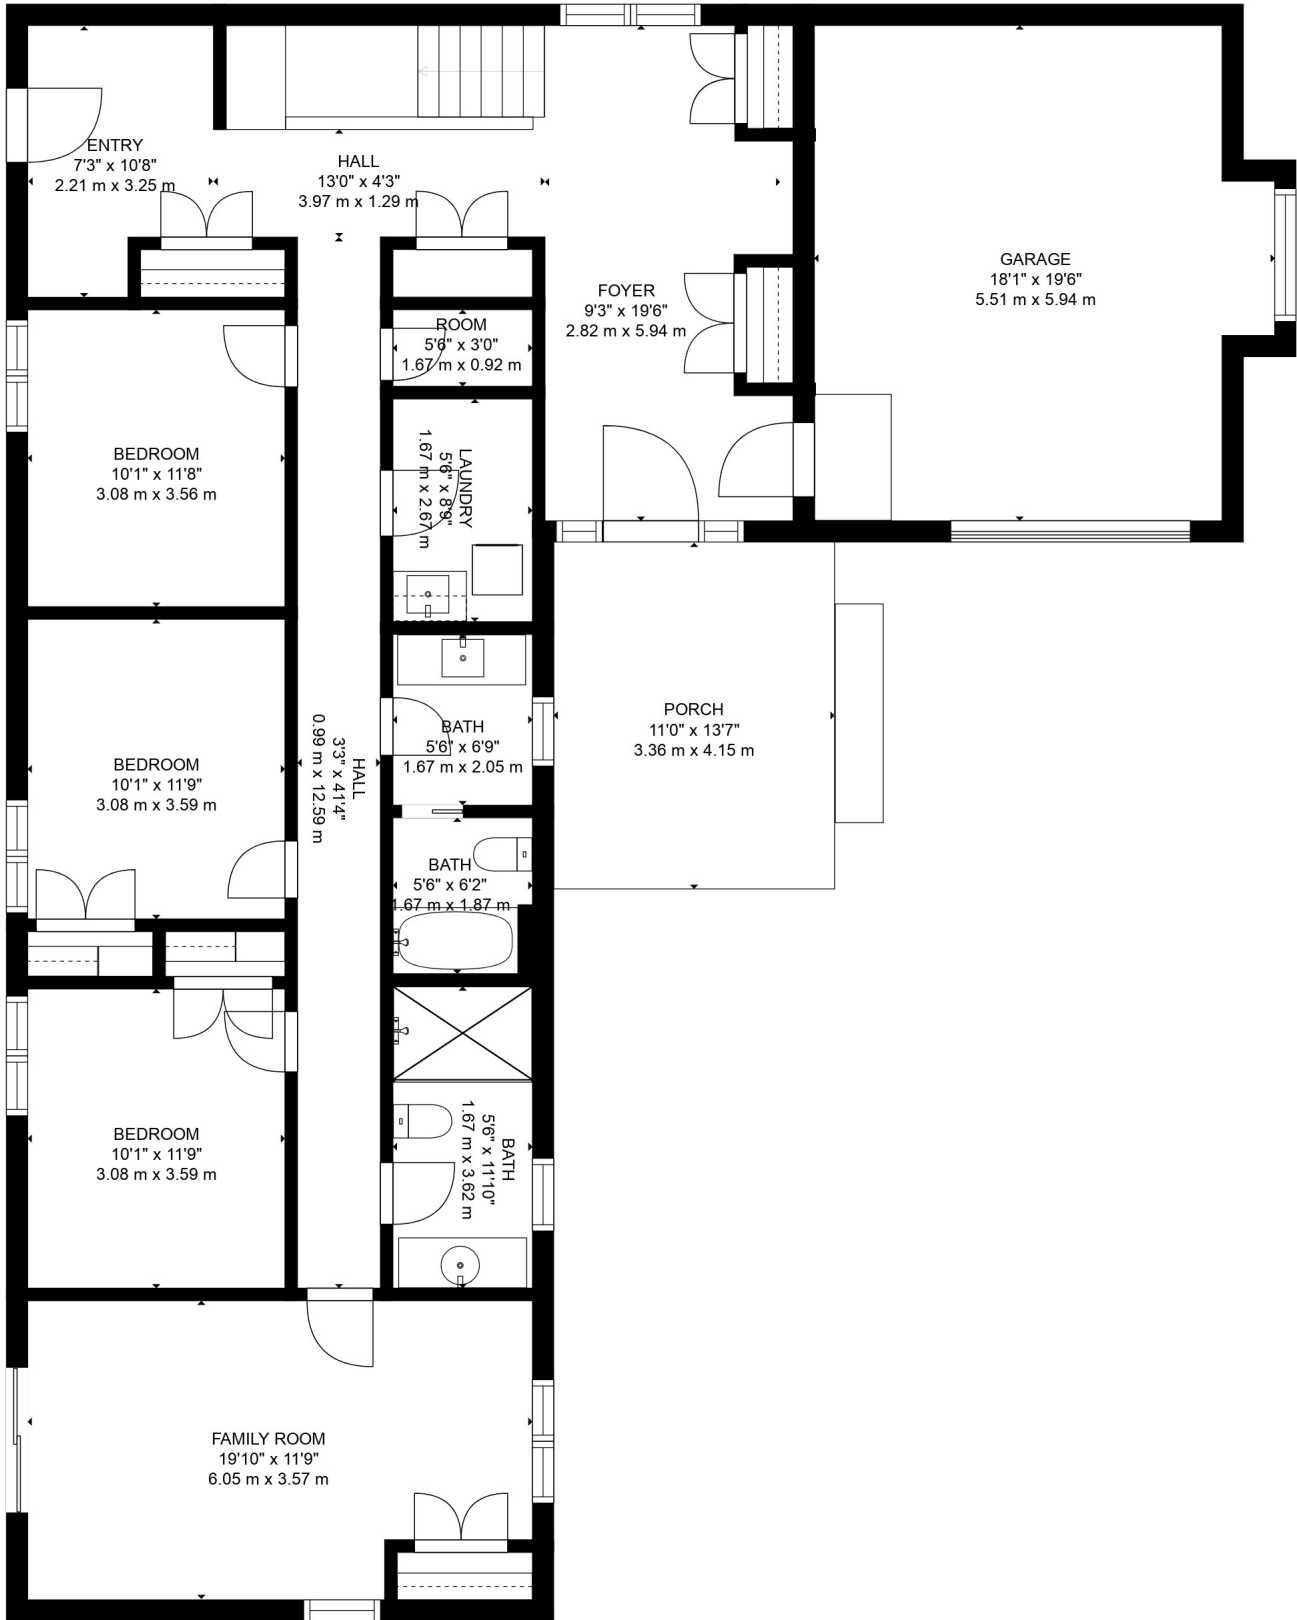 ENTRY
7'3" x 10'8"
2.21 m x 3.25 m
HALL
13'0" x 4'3"
3.97 m x 1.29 m
GARAGE
18'1" x 19'6"
5.51 m x 5.94 m
FOYER
9'3" x 19'6"
2.82 m x 5.94 m
ROOM
5'6" x 3'0"
1.67 m x 0.92 m
BEDROOM
10'1" x 11'8"
3.08 m x 3.56 m
LAUNDRY
5'6" x 8'9"
1.67 m x 2.67 m
PORCH
11'0" x 13'7"
3.36 m x 4.15 m
BATH
5'6" x 6'9"
1.67 m x 2.05 m
HALL
3'3" x 41'4"
0.99 m x 12.59 m
BEDROOM
10'1" x 11'9"
3.08 m x 3.59 m
BATH
5'6" x 6'2"
1.67 m x 1.87 m
BEDROOM
10'1" x 11'9"
3.08 m x 3.59 m
BATH
5'6" x 11'10"
1.67 m x 3.62 m
FAMILY ROOM
19'10" x 11'9"
6.05 m x 3.57 m